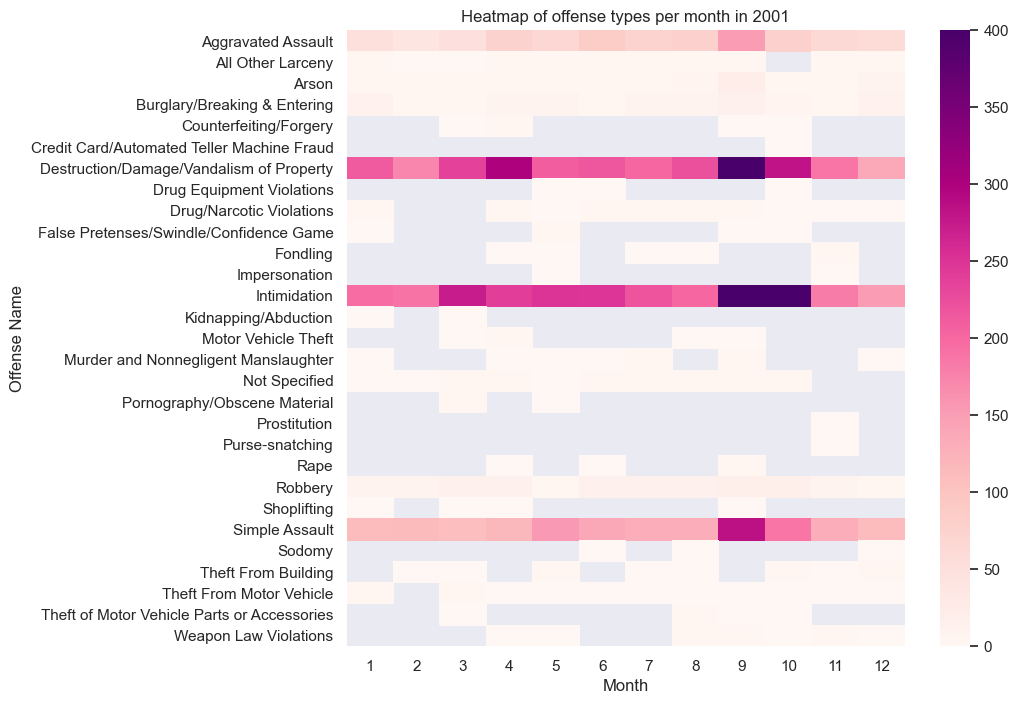 Heatmap of offense types per month in 2001
Offense Name
Aggravated Assault
All Other Larceny
Arson
Burglary/Breaking & Entering
Counterfeiting/Forgery
Credit Card/Automated Teller Machine Fraud
Destruction/Damage/Vandalism of Property
Drug Equipment Violations
Drug/Narcotic Violations
False Pretenses/Swindle/Confidence Game
Fondling
Impersonation
Intimidation
Kidnapping/Abduction
Motor Vehicle Theft
Murder and Nonnegligent Manslaughter
Not Specified
Pornography/Obscene Material
Prostitution
Purse-snatching
Rape
Robbery
Shoplifting
Simple Assault
Sodomy
Theft From Building
Theft From Motor Vehicle
Theft of Motor Vehicle Parts or Accessories
Weapon Law Violations
1 2 3 4 5 6 7 8 9 10 11 12
Month
400
350
300
250
200
150
100
50
0